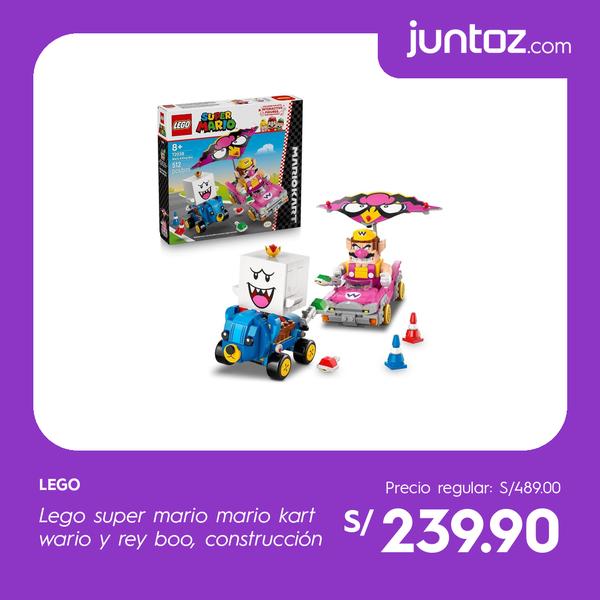 juntoz.com
LEGO
SUPER
MARIO
8+
512
MARIOKART
W
W
LEGO
Precio regular: S/489.00
Lego super mario mario kart
wario y rey boo, construcción
S/239.90